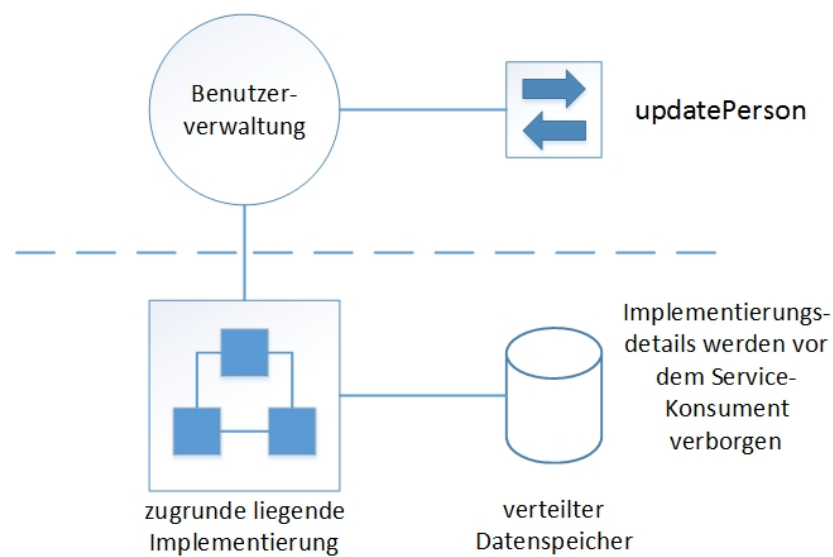 Benutzer-
verwaltung
updatePerson
Implementierungs-
details werden vor
dem Service-
Konsument
verborgen
zugrunde liegende
Implementierung
verteilter
Datenspeicher